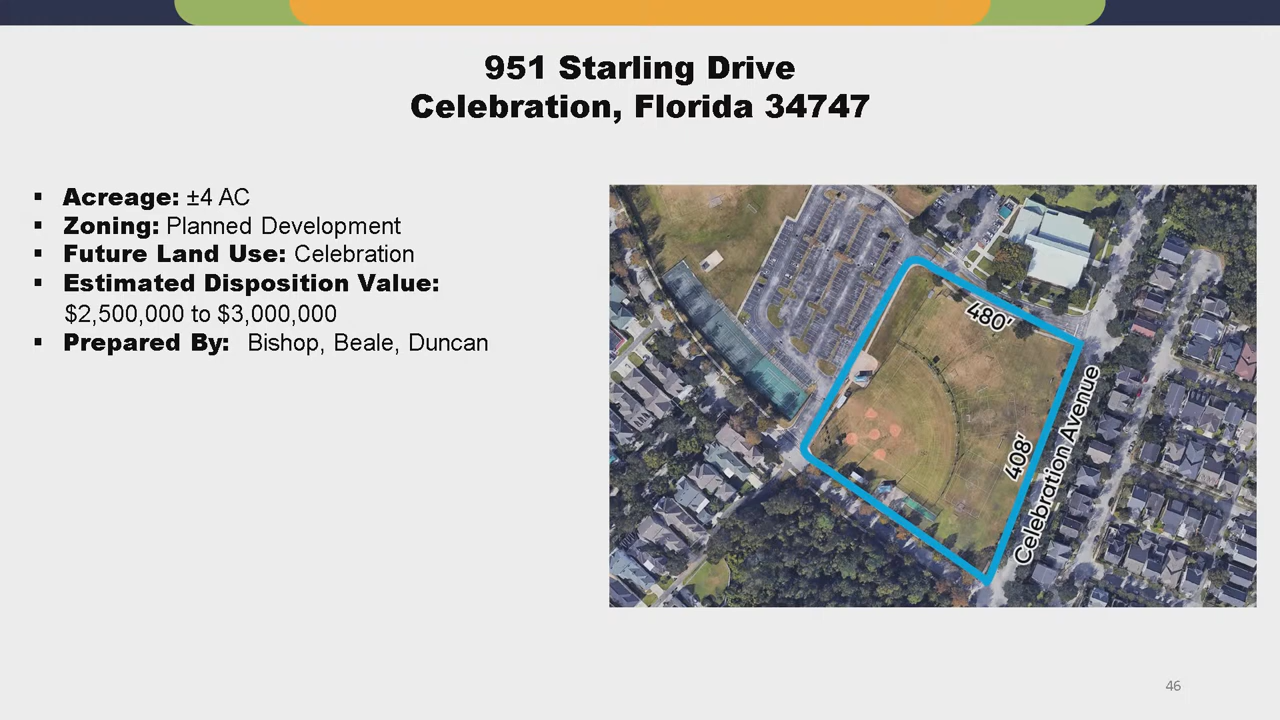 951 Starling Drive
Celebration, Florida 34747
▪ Acreage: ±4 AC
▪ Zoning: Planned Development
▪ Future Land Use: Celebration
▪ Estimated Disposition Value:
$2,500,000 to $3,000,000
▪ Prepared By: Bishop, Beale, Duncan
480'
408'
Celebration Avenue
46